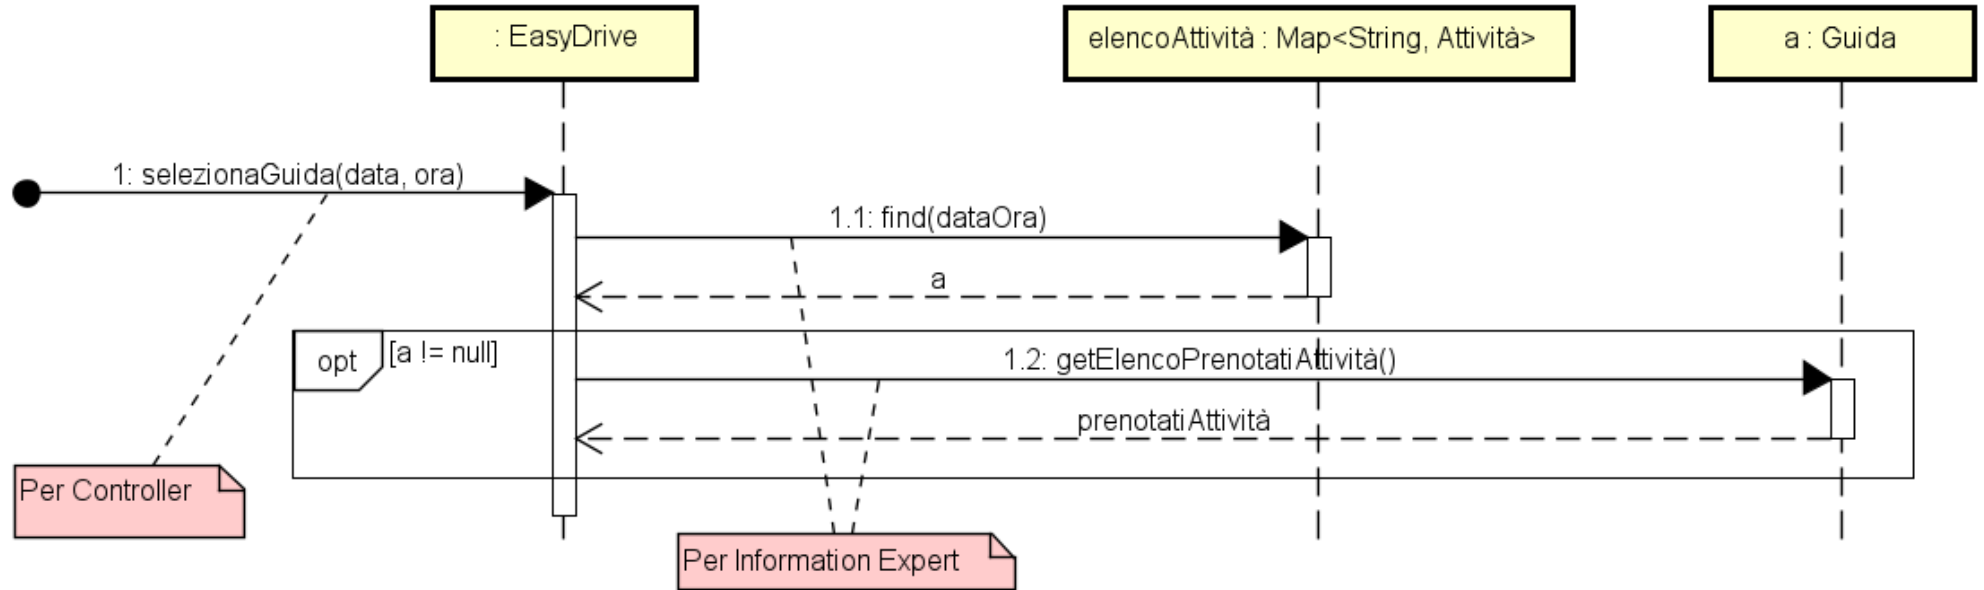 : EasyDrive
elencoAttività : Map<String, Attività>
a : Guida
1: selezionaGuida(data, ora)
1.1: find(dataOra)
a
opt
[a != null]
1.2: getElencoPrenotatiAttività()
prenotatiAttività
Per Controller
Per Information Expert